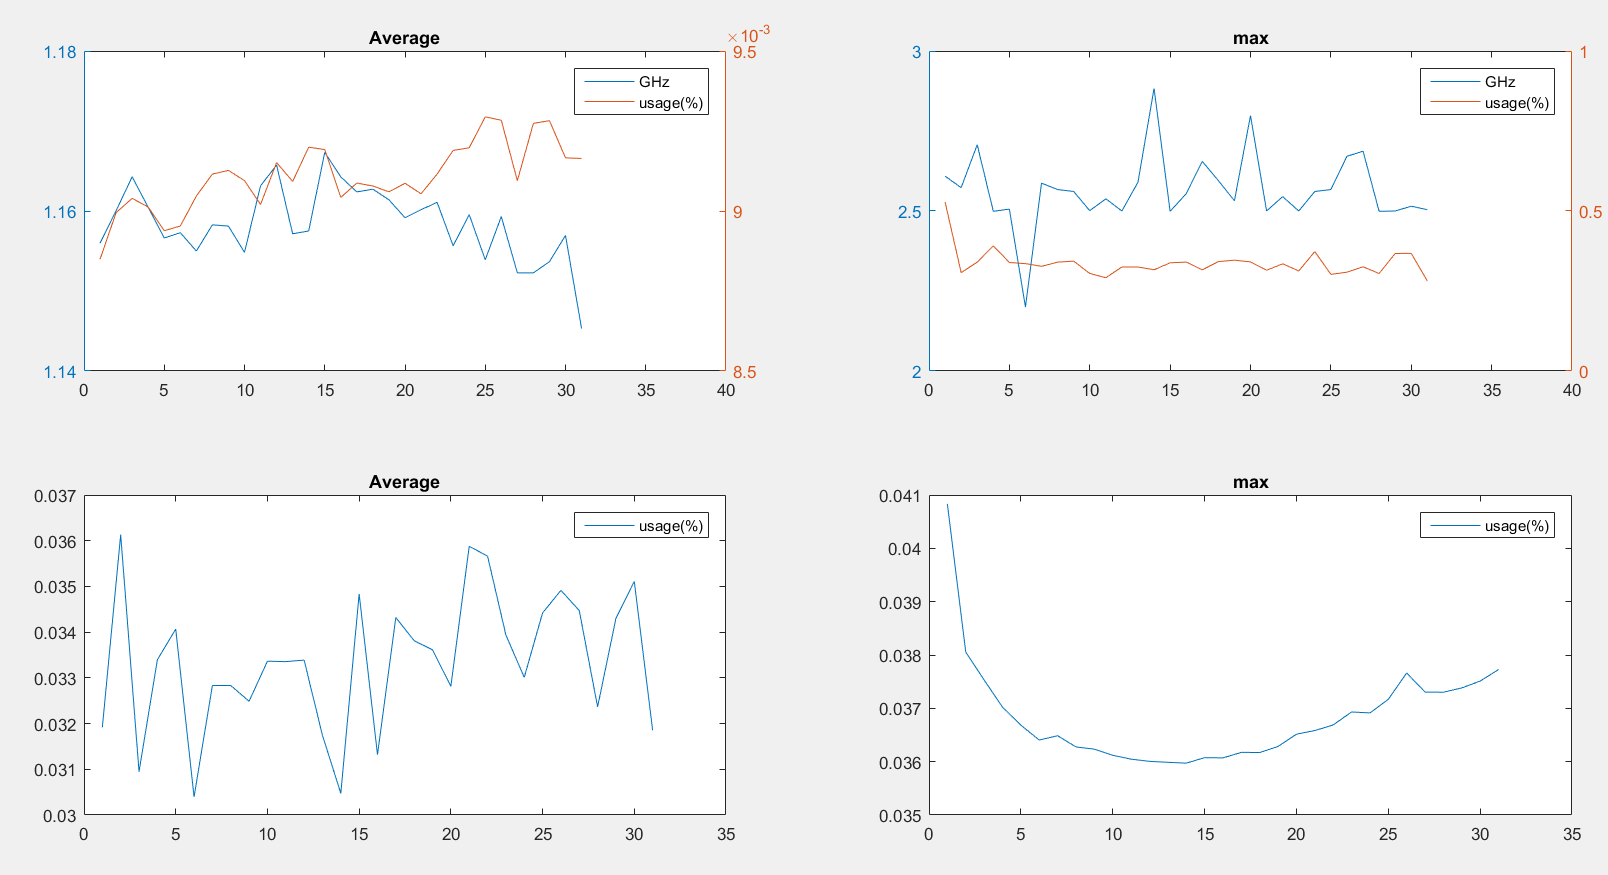 Average
×10-3
1.18
1.16
1.14
9.5
9
8.5
GHz
usage(%)
0 5 10 15 20 25 30 35 40
max
3
2.5
2
1
0.5
0
GHz
usage(%)
0 5 10 15 20 25 30 35 40
Average
0.037
0.036
0.035
0.034
0.033
0.032
0.031
0.03
usage(%)
0 5 10 15 20 25 30 35
max
0.041
0.04
0.039
0.038
0.037
0.036
0.035
usage(%)
0 5 10 15 20 25 30 35